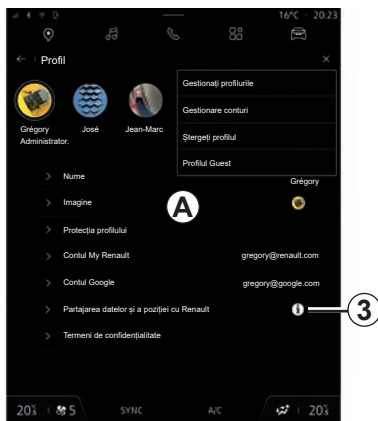 16°C · 20:23
Profil
Gestionați profilurile
Gestionare conturi
Ștergeți profilul
Profilul Guest
Grégory
Administrator.
José
Jean-Marc
Nume
Grégory
Imagine
A
Protecția profilului
Contul My Renault
gregory@renault.com
Contul Google
gregory@google.com
Partajarea datelor și a poziției cu Renault
3
Termeni de confidențialitate
5
SYNC
A/C